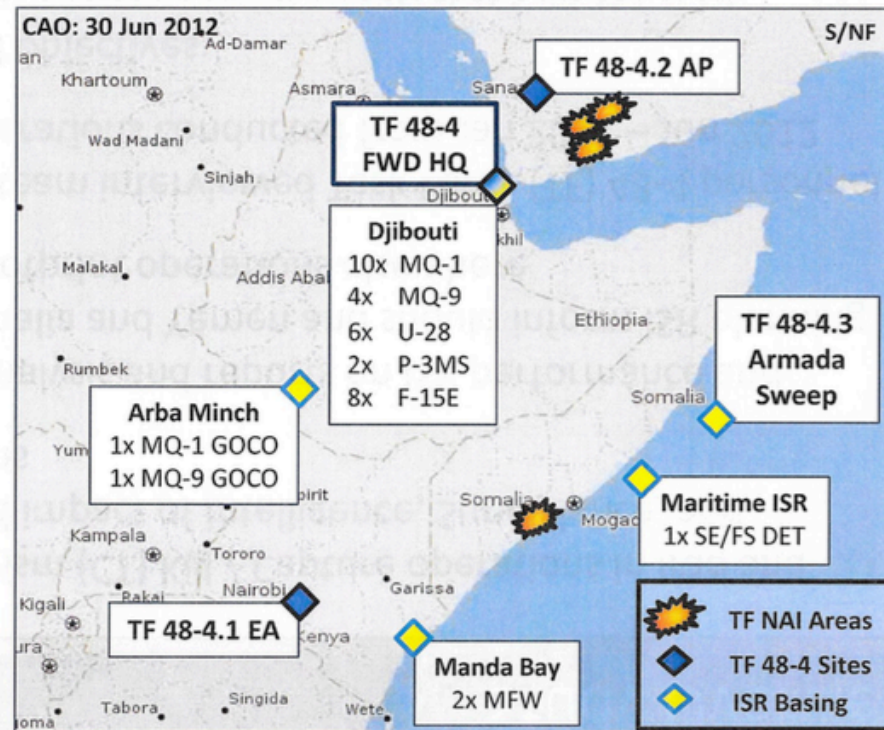 CAO: 30 Jun 2012
S/NF
Ad-Damar
Khartoum
Asmara
Sana
TF 48-4.2 AP
TF 48-4
FWD HQ
Wad Madani
Sinjah
Djibouti
Djibouti
10x MQ-1
4x MQ-9
6x U-28
2x P-3MS
8x F-15E
Malakal
Addis Aba
Ethiopia
TF 48-4.3
Armada
Sweep
Rumbek
Somalia
Arba Minch
1x MQ-1 GOCO
1x MQ-9 GOCO
Somalia
Mogad
Maritime ISR
1x SE/FS DET
Kampala
Tororo
Kigali
Rakai
Nairobi
Garissa
TF 48-4.1 EA
Kenya
Manda Bay
2x MFW
TF NAI Areas
TF 48-4 Sites
ISR Basing
Tabora
Singida
Wete